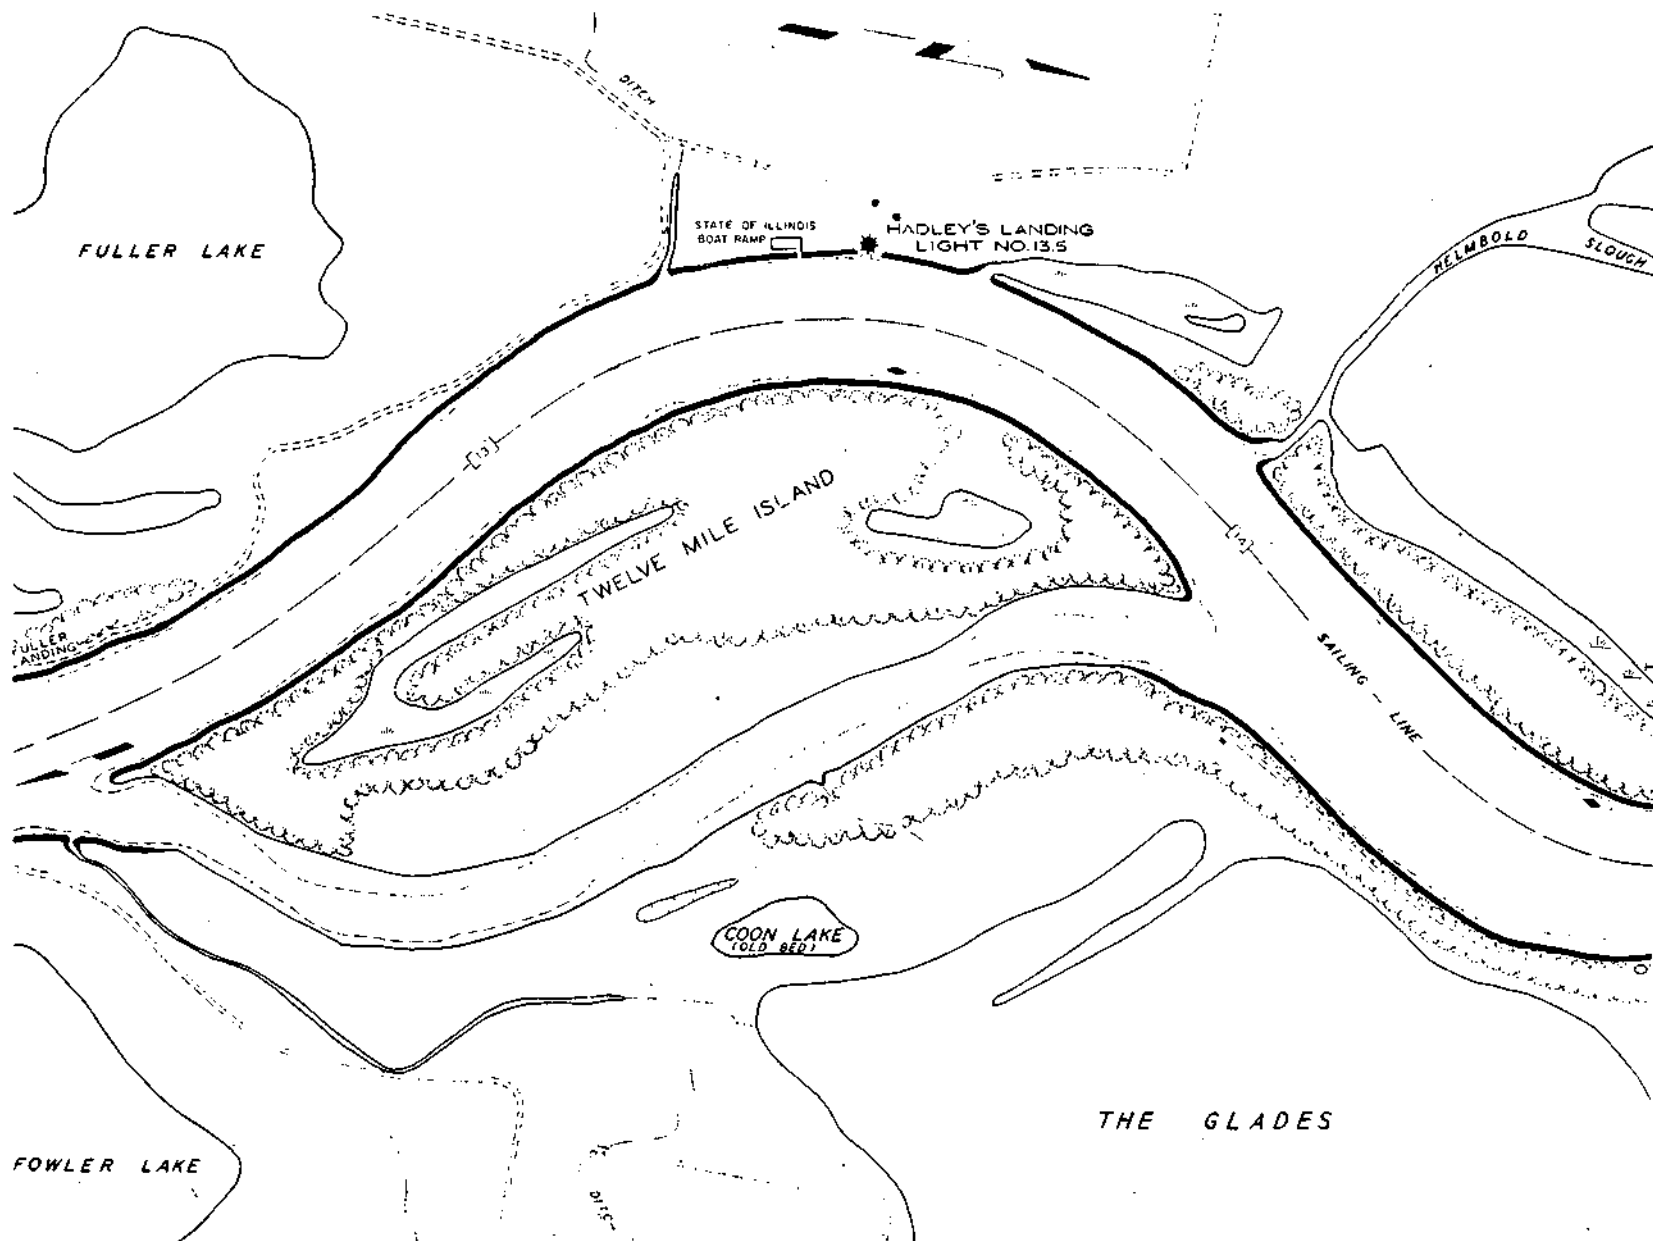 DITCH
STATE OF ILLINOIS
BOAT RAMP
HADLEY'S LANDING
LIGHT NO. 13.5
FULLER LAKE
HELMBOLD
SLOUGH
13
TWELVE MILE ISLAND
14
FULLER
LANDING
SAILING - LINE
COON LAKE
(OLD BED)
THE GLADES
FOWLER LAKE